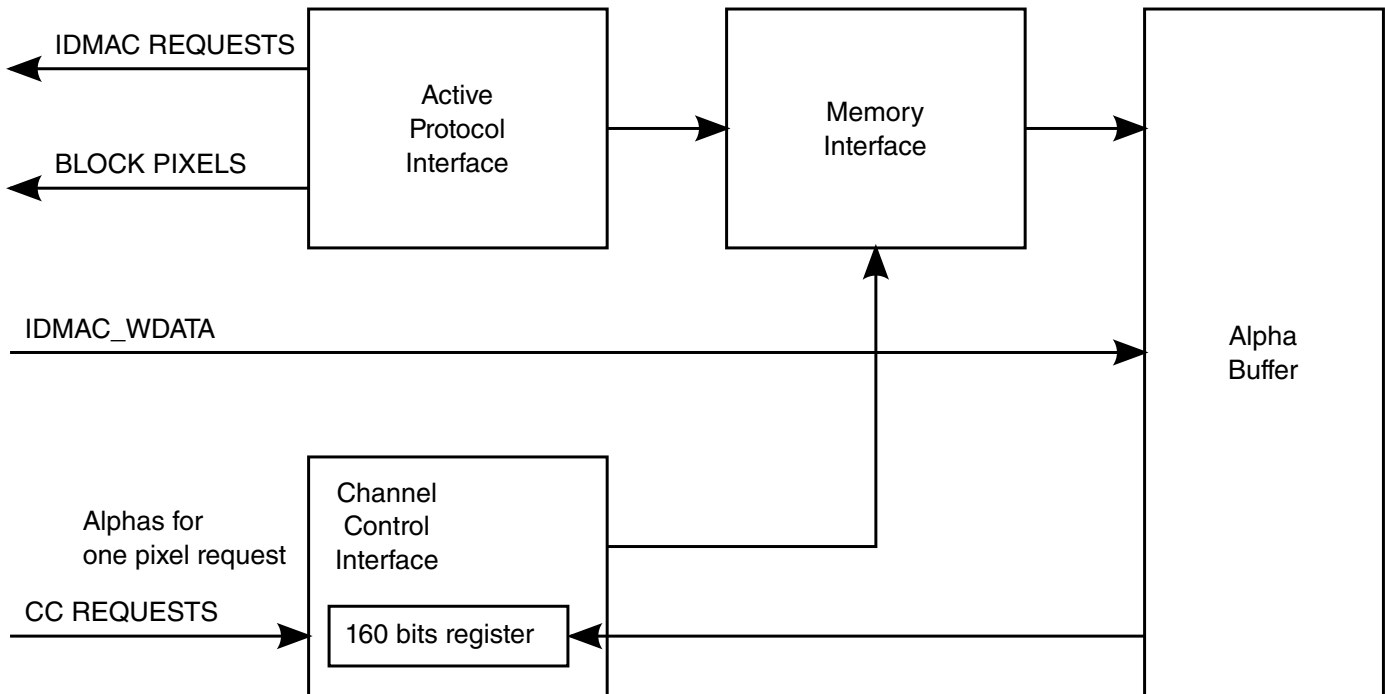 IDMAC REQUESTS
BLOCK PIXELS
Active
Protocol
Interface
Memory
Interface
IDMAC_WDATA
Alpha
Buffer
Alphas for
one pixel request
CC REQUESTS
Channel
Control
Interface
160 bits register